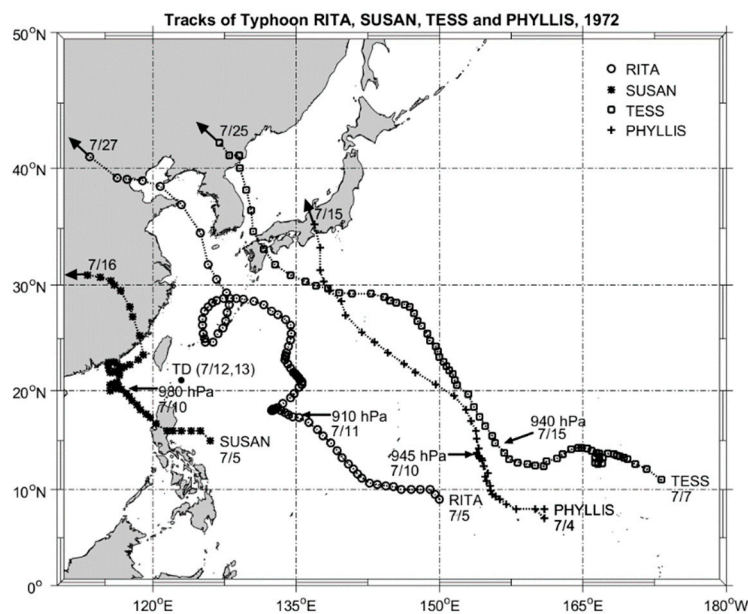 Tracks of Typhoon RITA, SUSAN, TESS and PHYLLIS, 1972
50°N
RITA
SUSAN
TESS
PHYLLIS
7/27
7/25
40°N
7/15
7/16
30°N
TD (7/12,13)
20°N
980 hPa
7/10
910 hPa
7/11
940 hPa
7/15
945 hPa
7/10
SUSAN
7/5
TESS
7/7
RITA
7/5
PHYLLIS
7/4
10°N
0°
120°E
135°E
150°E
165°E
180°W